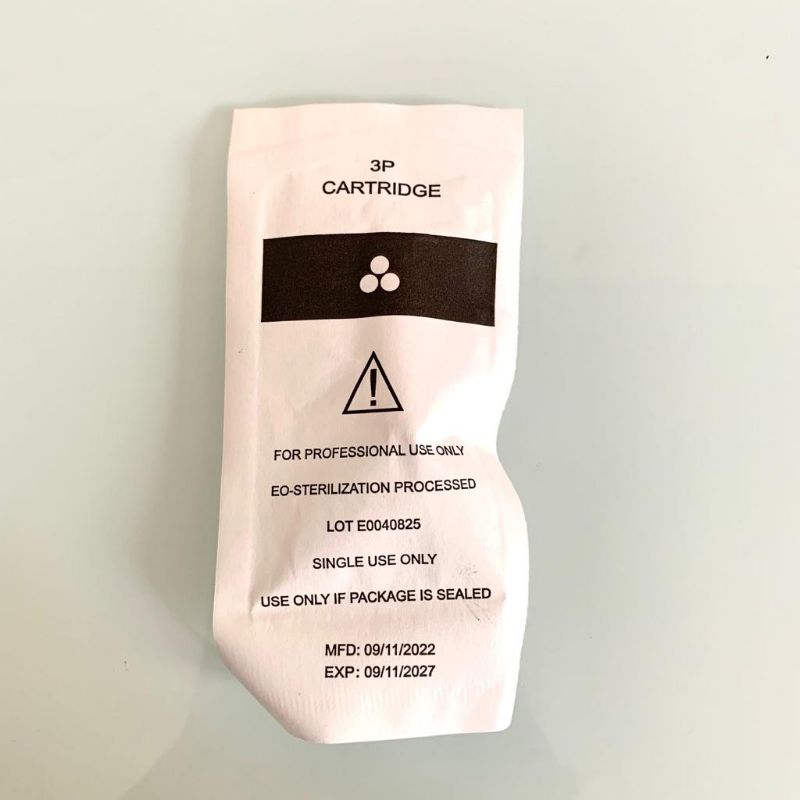 3P
CARTRIDGE
FOR PROFESSIONAL USE ONLY
EO-STERILIZATION PROCESSED
LOT E0040825
SINGLE USE ONLY
USE ONLY IF PACKAGE IS SEALED
MFD: 09/11/2022
EXP: 09/11/2027